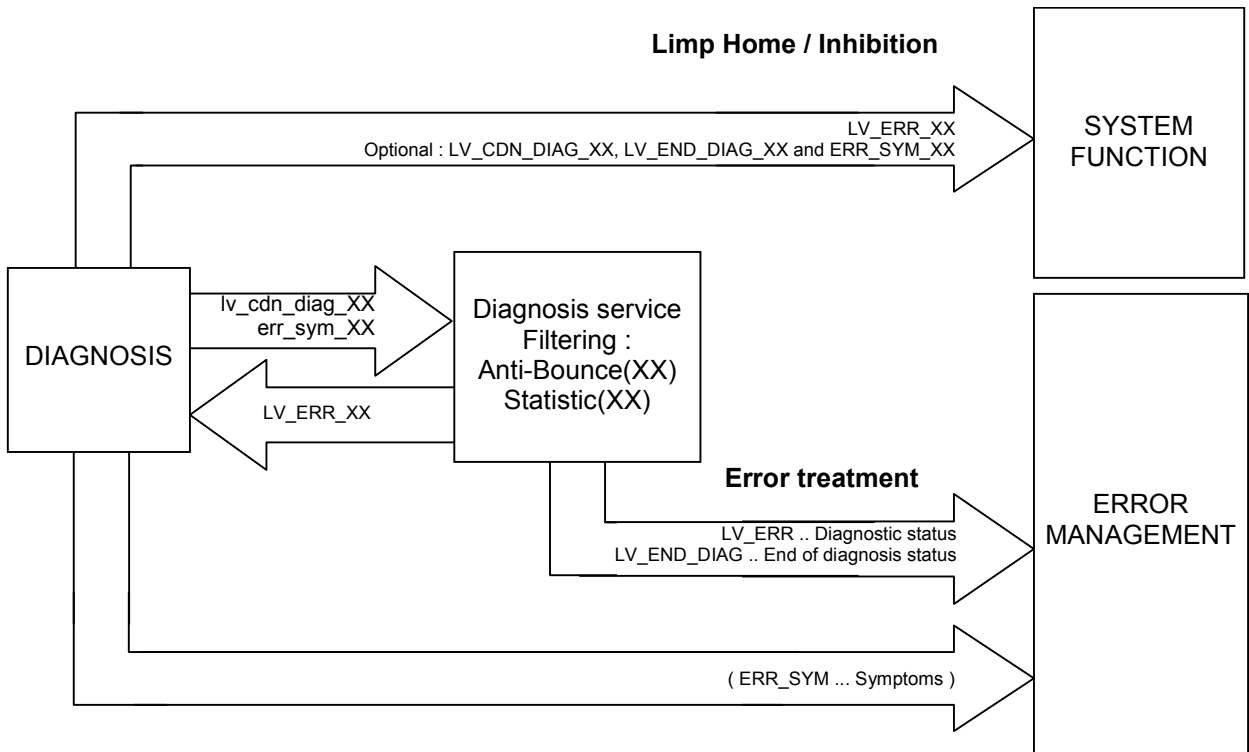 Limp Home / Inhibition
LV_ERR_XX
Optional : LV_CDN_DIAG_XX, LV_END_DIAG_XX and ERR_SYM_XX
SYSTEM
FUNCTION
DIAGNOSIS
lv_cdn_diag_XX
err_sym_XX
LV_ERR_XX
Diagnosis service
Filtering :
Anti-Bounce(XX)
Statistic(XX)
Error treatment
LV_ERR .. Diagnostic status
LV_END_DIAG .. End of diagnosis status
ERROR
MANAGEMENT
( ERR_SYM ... Symptoms )